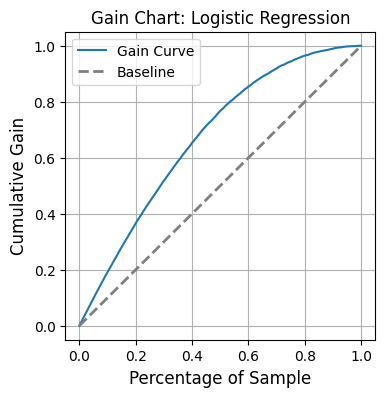 Gain Chart: Logistic Regression
Gain Curve
Baseline
Cumulative Gain
1.0
0.8
0.6
0.4
0.2
0.0
0.0 0.2 0.4 0.6 0.8 1.0
Percentage of Sample